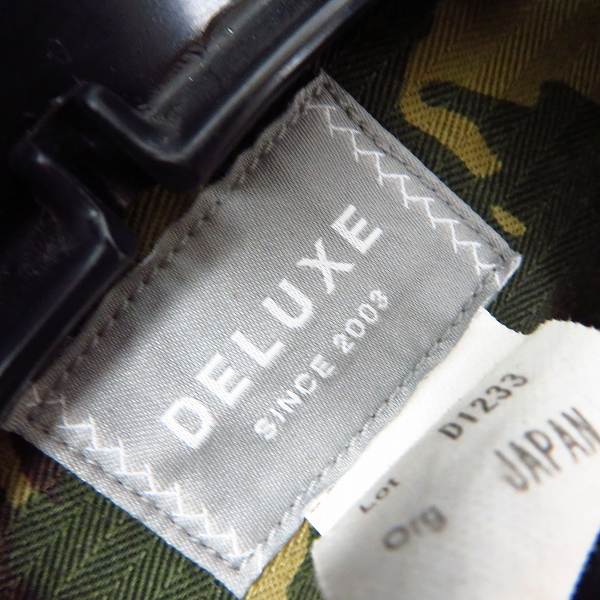 DELUXE
SINCE 2003
Lot D1233
Org JAPAN